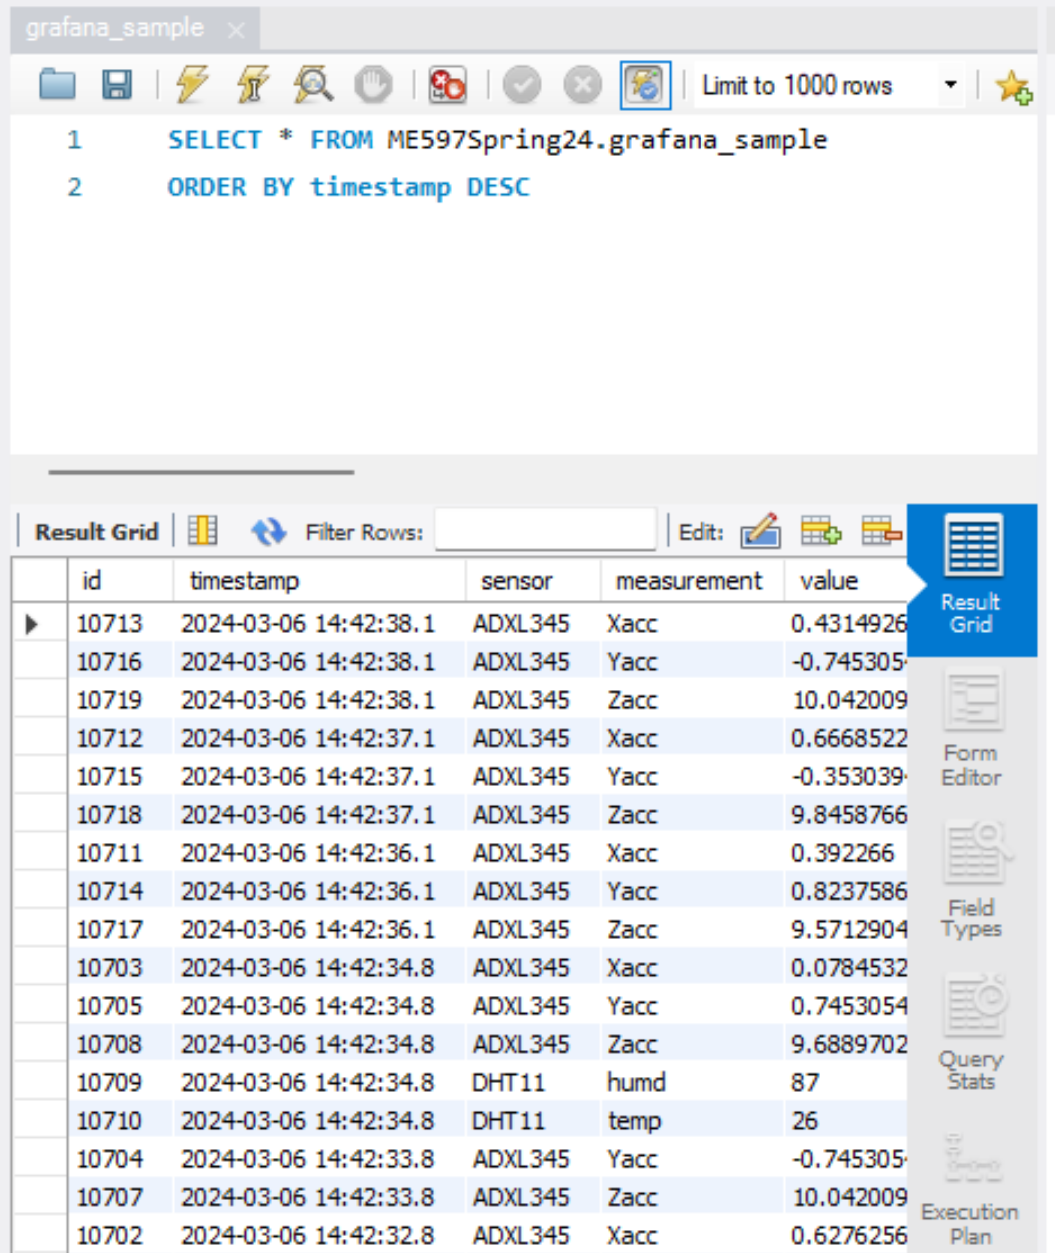 grafana_sample ×
Limit to 1000 rows
1 SELECT * FROM ME597Spring24.grafana_sample
2 ORDER BY timestamp DESC
Result Grid Filter Rows: Edit:
id timestamp sensor measurement value
10713 2024-03-06 14:42:38.1 ADXL345 Xacc 0.4314926
10716 2024-03-06 14:42:38.1 ADXL345 Yacc -0.745305
10719 2024-03-06 14:42:38.1 ADXL345 Zacc 10.042009
10712 2024-03-06 14:42:37.1 ADXL345 Xacc 0.6668522
10715 2024-03-06 14:42:37.1 ADXL345 Yacc -0.353039
10718 2024-03-06 14:42:37.1 ADXL345 Zacc 9.8458766
10711 2024-03-06 14:42:36.1 ADXL345 Xacc 0.392266
10714 2024-03-06 14:42:36.1 ADXL345 Yacc 0.8237586
10717 2024-03-06 14:42:36.1 ADXL345 Zacc 9.5712904
10703 2024-03-06 14:42:34.8 ADXL345 Xacc 0.0784532
10705 2024-03-06 14:42:34.8 ADXL345 Yacc 0.7453054
10708 2024-03-06 14:42:34.8 ADXL345 Zacc 9.6889702
10709 2024-03-06 14:42:34.8 DHT11 humd 87
10710 2024-03-06 14:42:34.8 DHT11 temp 26
10704 2024-03-06 14:42:33.8 ADXL345 Yacc -0.745305
10707 2024-03-06 14:42:33.8 ADXL345 Zacc 10.042009
10702 2024-03-06 14:42:32.8 ADXL345 Xacc 0.6276256
Result
Grid
Form
Editor
Field
Types
Query
Stats
Execution
Plan